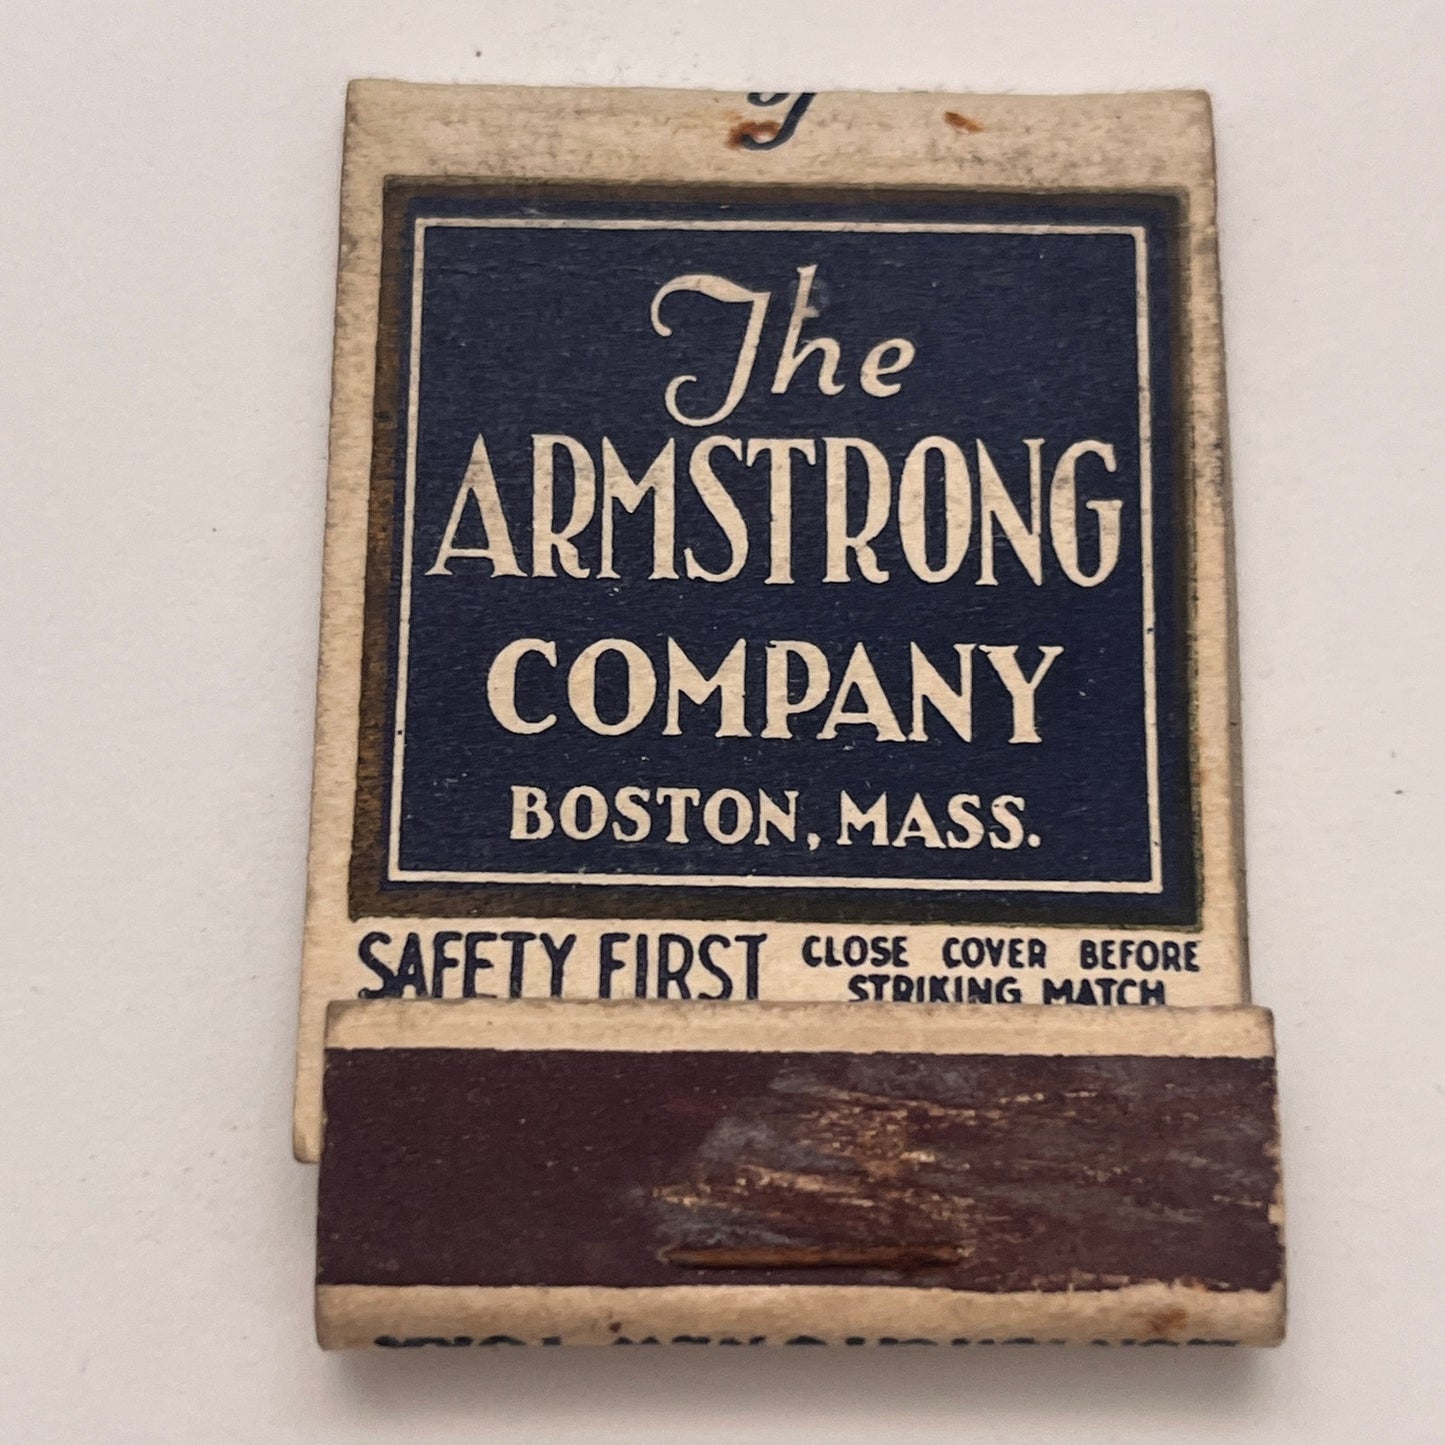 The
ARMSTRONG
COMPANY
BOSTON, MASS.
SAFETY FIRST
CLOSE COVER BEFORE
STRIKING MATCH